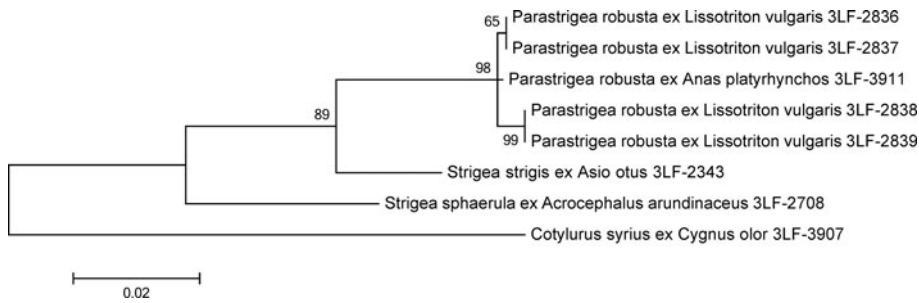 65
Parastrigea robusta ex Lissotriton vulgaris 3LF-2836
Parastrigea robusta ex Lissotriton vulgaris 3LF-2837
98
Parastrigea robusta ex Anas platyrhynchos 3LF-3911
89
Parastrigea robusta ex Lissotriton vulgaris 3LF-2838
99
Parastrigea robusta ex Lissotriton vulgaris 3LF-2839
Strigea strigis ex Asio otus 3LF-2343
Strigea sphaerula ex Acrocephalus arundinaceus 3LF-2708
Cotylurus syrius ex Cygnus olor 3LF-3907
0.02